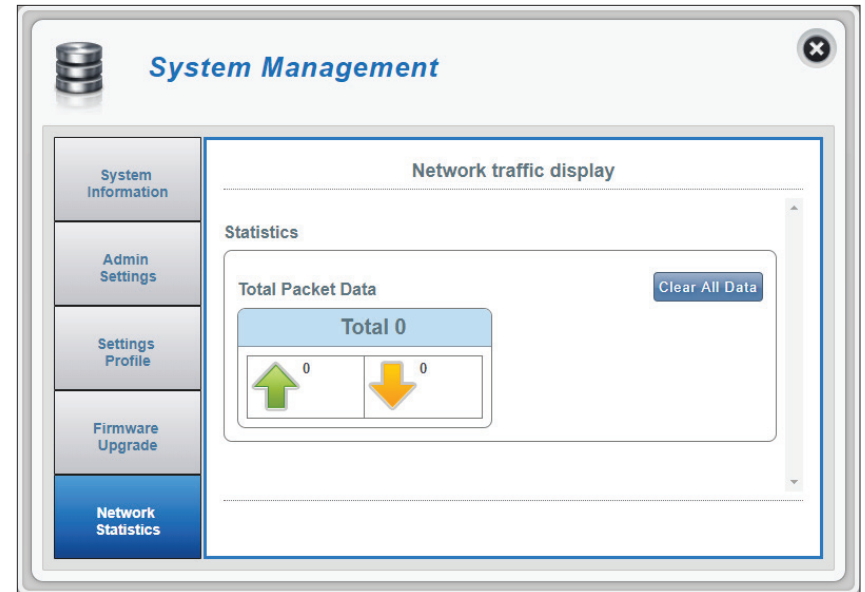 System Management
System
Information
Admin
Settings
Settings
Profile
Firmware
Upgrade
Network
Statistics
Network traffic display
Statistics
Total Packet Data
Clear All Data
Total 0
0
0